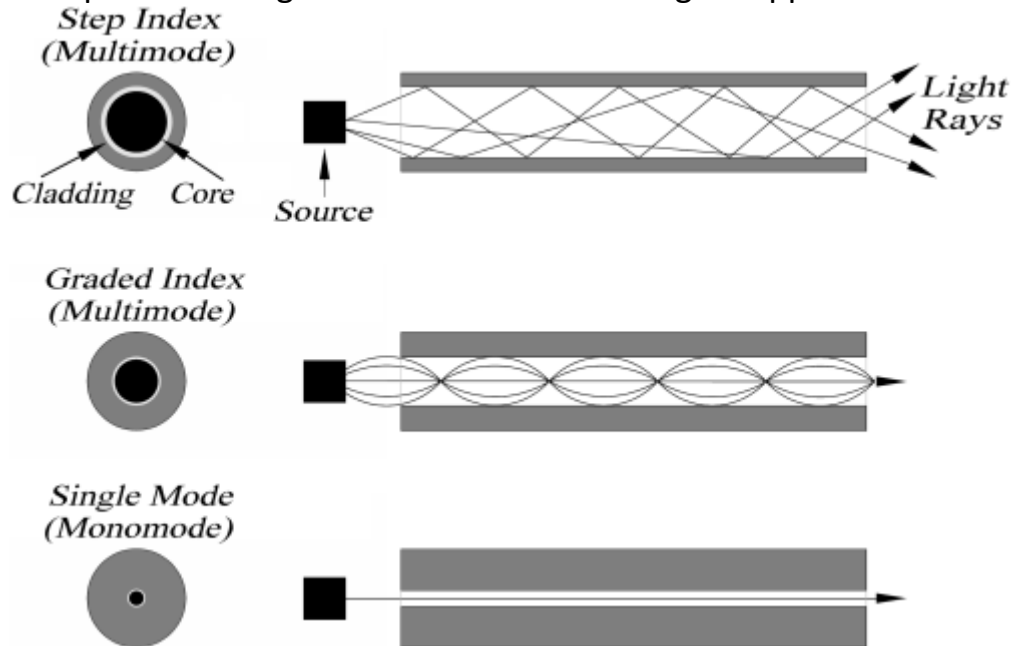 Step Index
(Multimode)
Light
Rays
Cladding
Core
Source
Graded Index
(Multimode)
Single Mode
(Monomode)